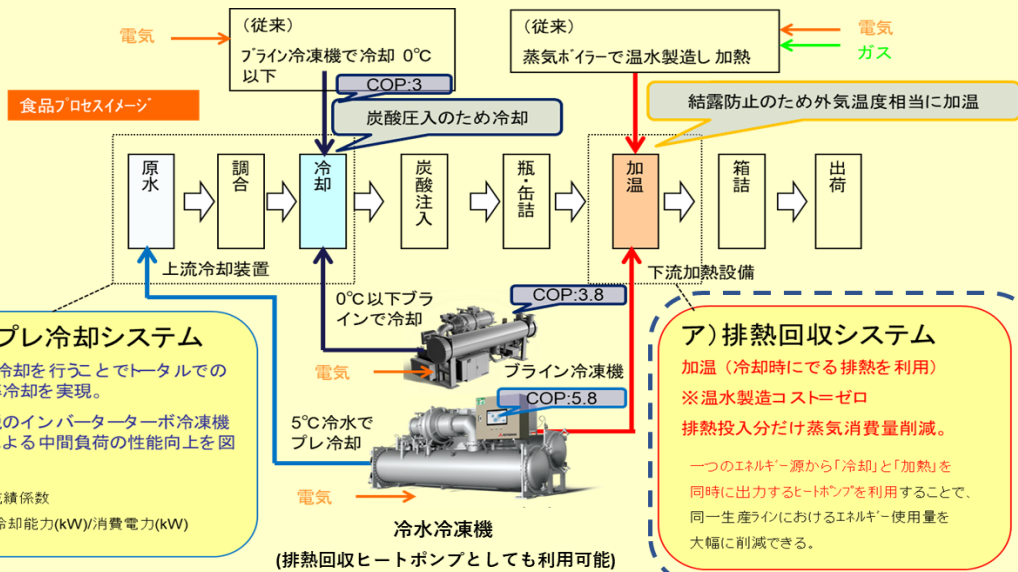 電気
（従来）
ブライン冷凍機で冷却 0℃
以下
（従来）
蒸気ﾎﾞｲﾗｰで温水製造し 加熱
電気
ガス
COP:3
食品ﾌﾟﾛｾｽｲﾒｰｼﾞ
炭酸圧入のため冷却
結露防止のため外気温度相当に加温
原水
調合
冷却
炭酸注入
瓶・缶詰
加温
箱詰
出荷
上流冷却装置
下流加熱設備
0℃以下ブラ
インで冷却
COP:3.8
電気
ブライン冷凍機
COP:5.8
5℃冷水で
プレ冷却
電気
冷水冷凍機
(排熱回収ヒートポンプとしても利用可能)
プレ冷却システム
冷却を行うことでトータルでの
冷却を実現。
のインバーターターボ冷凍機
よる中間負荷の性能向上を図
成績係数
冷却能力(kW)/消費電力(kW)
ア）排熱回収システム
加温（冷却時にでる排熱を利用）
※温水製造コスト=ゼロ
排熱投入分だけ蒸気消費量削減。
一つのｴﾈﾙｷﾞｰ源から「冷却」と「加熱」を
同時に出力するﾋｰﾄﾎﾟﾝﾌﾟを利用することで、
同一生産ラインにおけるｴﾈﾙｷﾞｰ使用量を
大幅に削減できる。